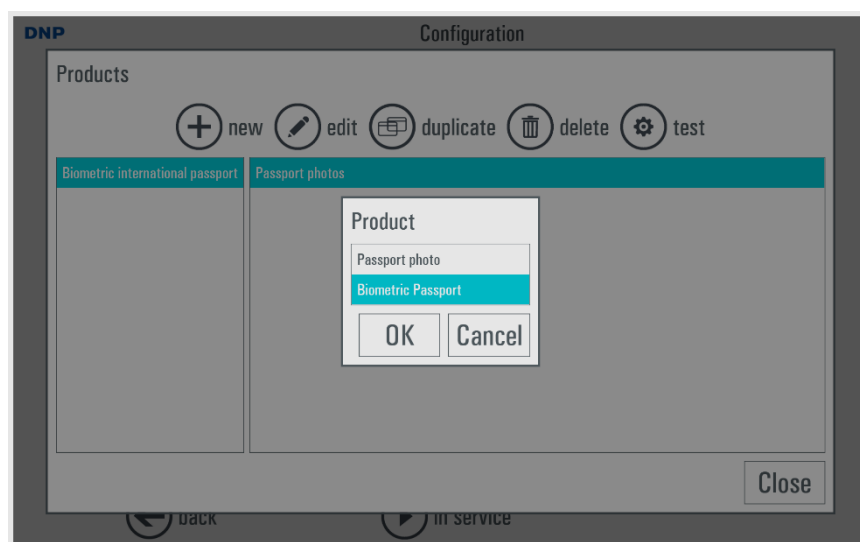 DNP Configuration
Products
new edit duplicate delete test
Biometric international passport Passport photos
Product
Passport photo
Biometric Passport
OK Cancel
Close
back in service